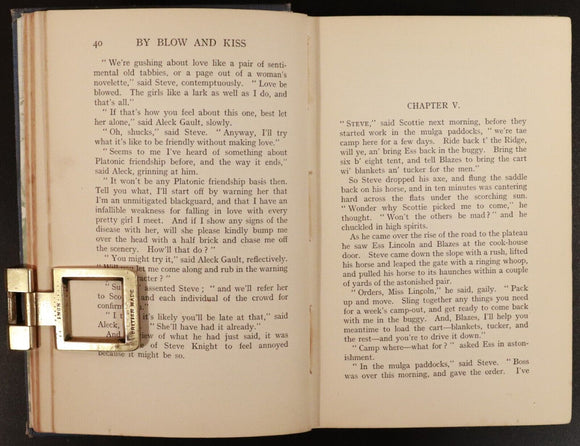 40 BY BLOW AND KISS
" We're gushing about love like a pair of senti-
mental old tabbies, or a page out of a woman's
novelette," said Steve, contemptuously. " Love be
blowed. The girls like a lark as well as I do, and
that's all."
" If that's how you feel about this one, best let
her alone," said Aleck Gault, slowly.
" Oh, shucks," said Steve. " Anyway, I'll try
what it's like to be friendly without making love."
" Seems to me I've heard of something about
Platonic friendship before, and the way it ends,"
said Aleck, grinning at him.
" It won't be any Platonic friendship basis then.
Tell you what, I'll start off by warning her that
I'm an unmitigated blackguard, and that I have an
infallible weakness for falling in love with every
pretty girl I meet. And if I show any signs of the
disease with her, will you please kindly bump me
over the head with a half brick and chase me off
the scenery. How'll that do ? "
" You might try it," said Aleck Gault, reflectively.
" Will you let me come along and rub in the warning
ter ? "
" Su assented Steve ; " and we'll refer her
to Sco nd each individual of the crowd for
confirm
" I t it's likely you'll be late at that," said
Aleck, " She'll have had it already."
And view of what he had just said, it was
of Steve Knight to feel annoyed
because it might be so.
BRITISH MADE
CHAPTER V.
" STEVE," said Scottie next morning, before they
started work in the mulga paddocks, " we're tae
camp here for a few days. Ride back t' the Ridge,
will ye, an' bring Ess back in the buggy. Bring the
six b' eight tent, and tell Blazes to bring the cart
wi' blankets an' tucker for the men."
So Steve dropped his axe, and flung the saddle
back on his horse, and in ten minutes was cantering
hard across the flats under the scorching sun.
" Wonder why Scottie picked me to come," he
thought. " Won't the others be mad ? " and he
chuckled in high spirits.
As he came over the rise of the road to the plateau
he saw Ess Lincoln and Blazes at the cook-house
door. Steve came down the slope with a rush, lifted
his horse and leaped the gate with a ringing whoop,
and pulled his horse to its haunches within a couple
of yards of the astonished pair.
" Orders, Miss Lincoln," he said, gaily. " Pack
up and move. Sling together any things you need
for a week's camp-out, and get ready to come back
with me in the buggy. And, Blazes, I'll help you
meantime to load the cart—blankets, tucker, and
the rest—and you're to drive it down."
" Camp where—what for ? " asked Ess in aston-
ishment.
" In the mulga paddocks," said Steve. " Boss
was over this morning, and gave the order. I've